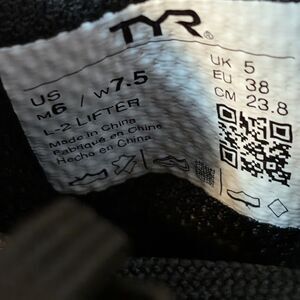 TYR®
US
M6 / W7.5
UK 5
EU 38
CM 23.8
L-2 LIFTER
Made in China
Fabriqué en Chine
Hecho en China